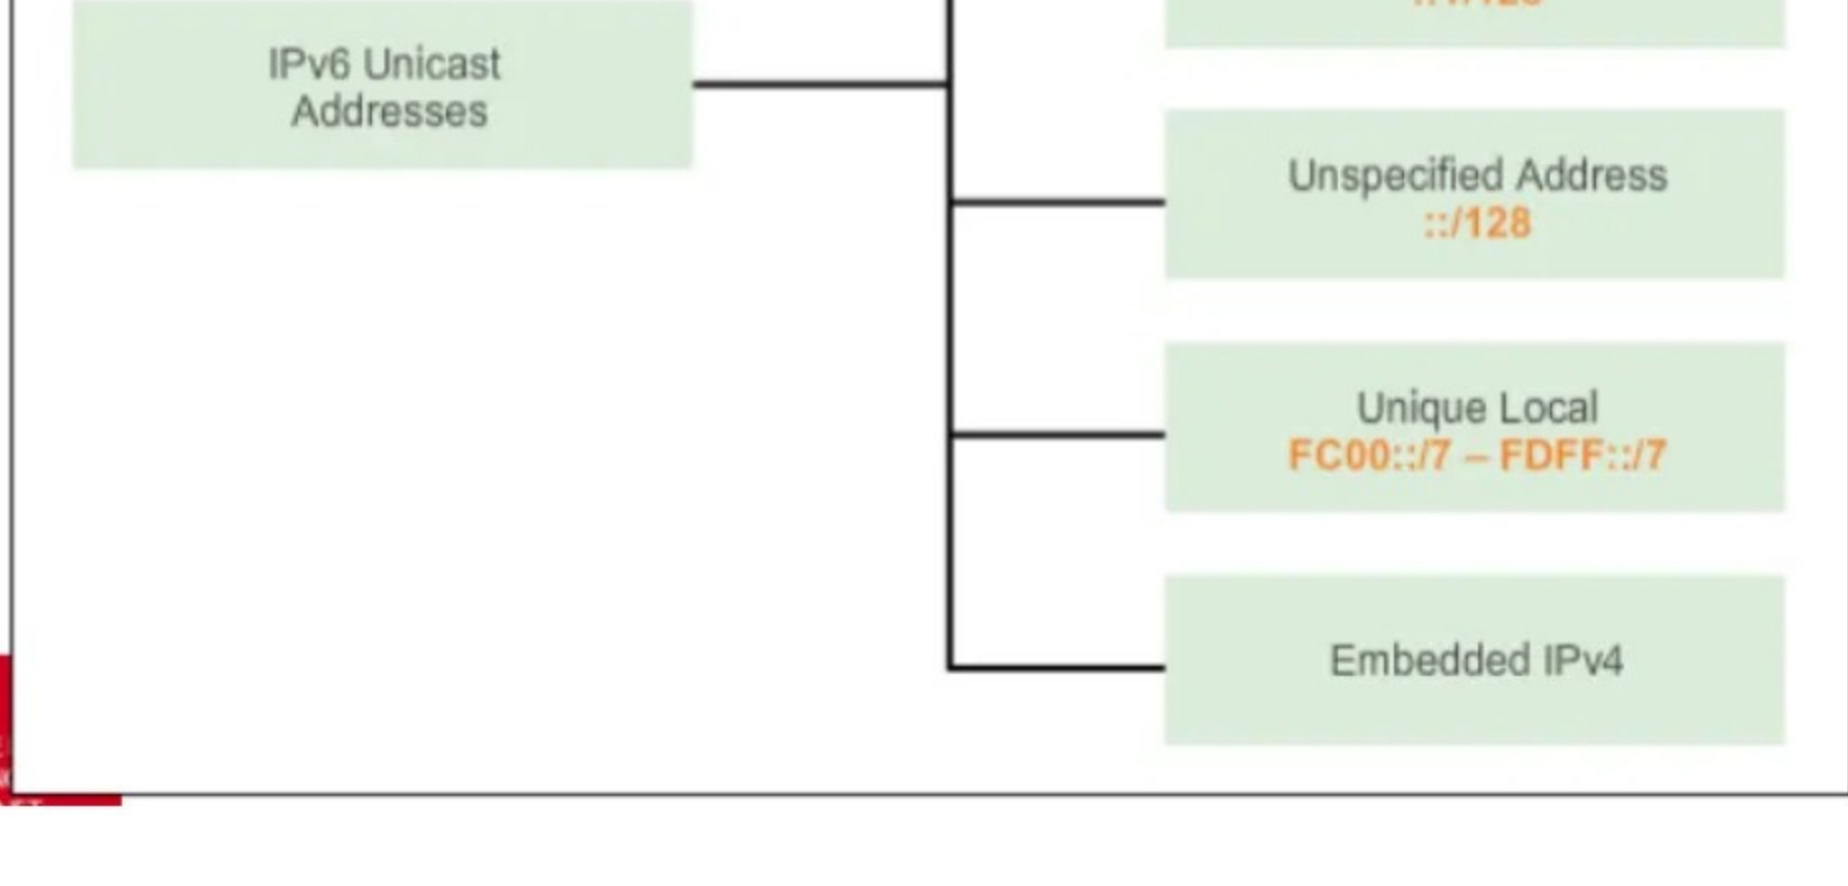 IPv6 Unicast
Addresses
Unspecified Address
::/128
Unique Local
FC00::/7 – FDFF::/7
Embedded IPv4